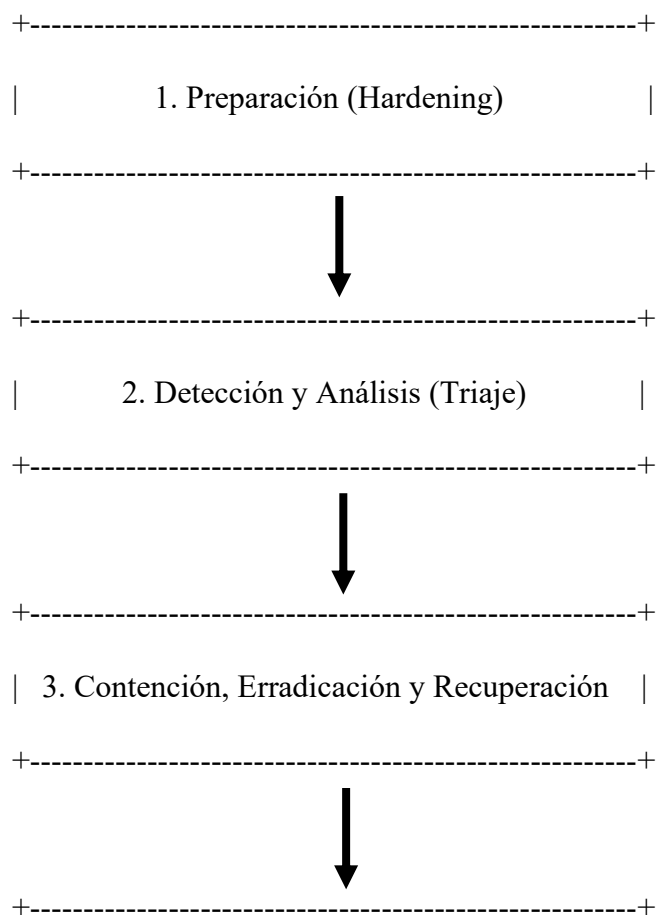 +---------------------------------------------------------+
| 1. Preparación (Hardening) |
+---------------------------------------------------------+
+---------------------------------------------------------+
| 2. Detección y Análisis (Triaje) |
+---------------------------------------------------------+
+---------------------------------------------------------+
| 3. Contención, Erradicación y Recuperación |
+---------------------------------------------------------+
+---------------------------------------------------------+